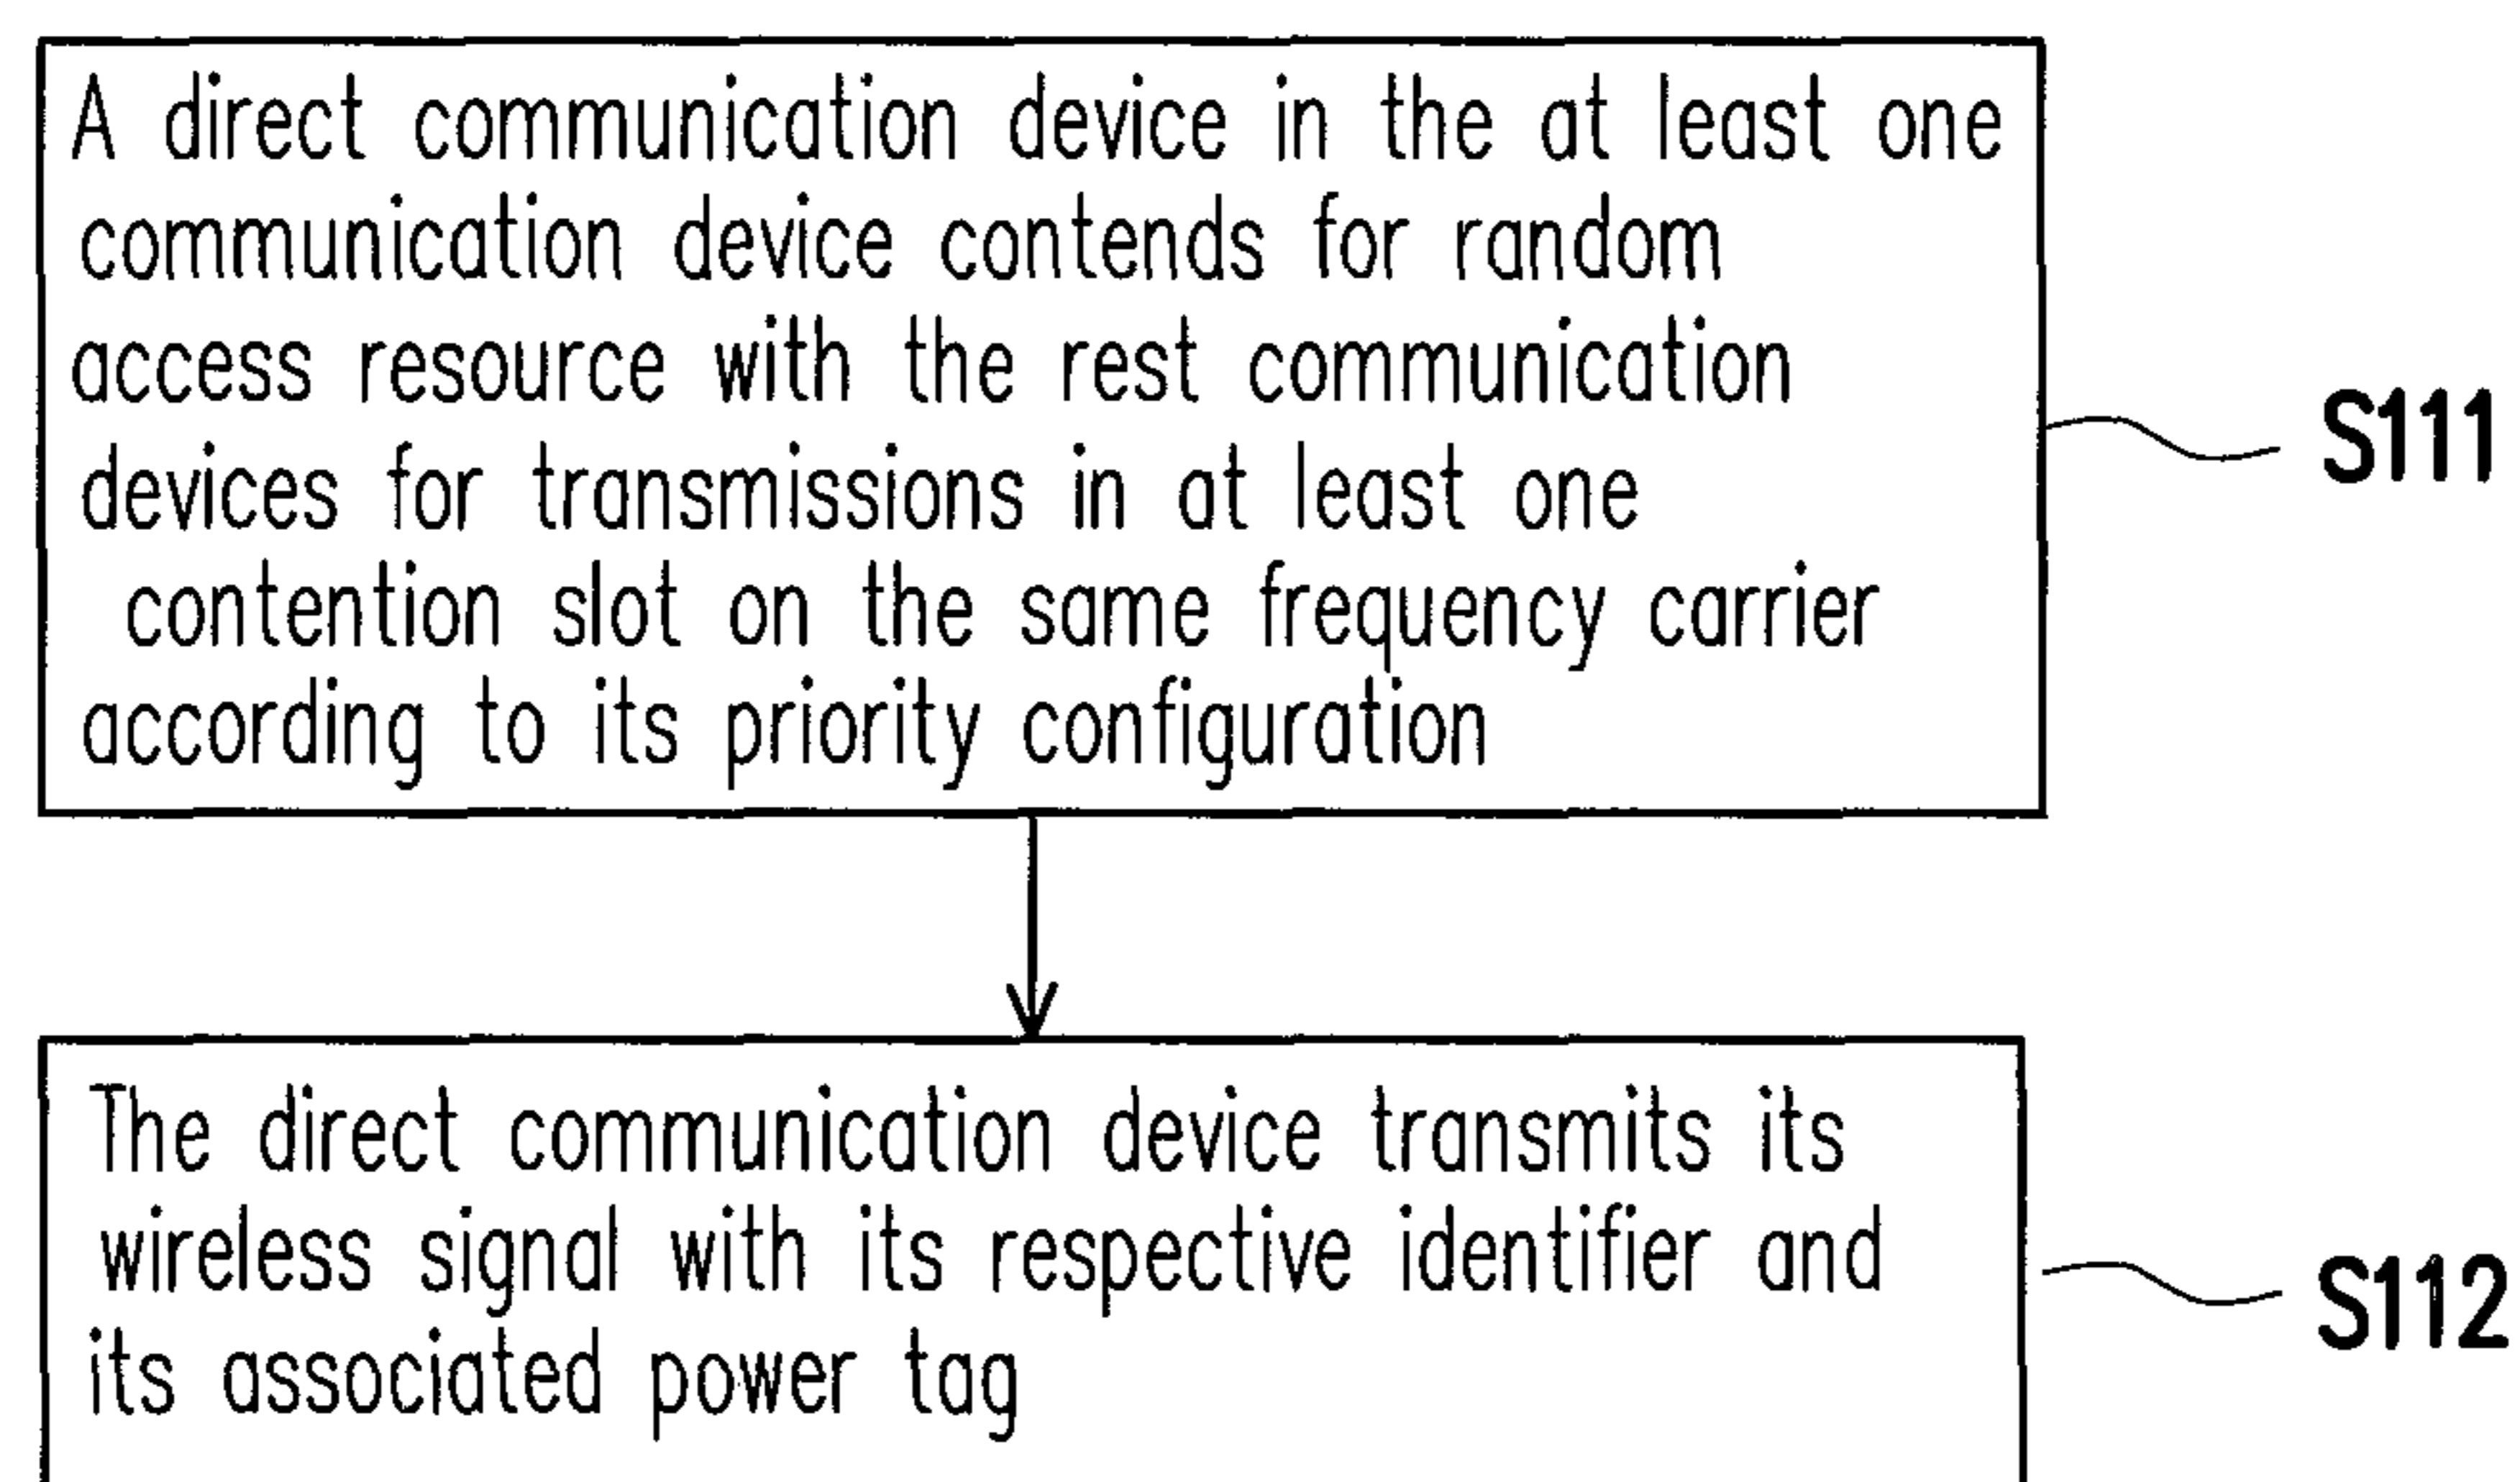 A direct communication device in the at least one
communication device contends for random
access resource with the rest communication
devices for transmissions in at least one
contention slot on the same frequency carrier
according to its priority configuration
S111
The direct communication device transmits its
wireless signal with its respective identifier and
its associated power tag
S112